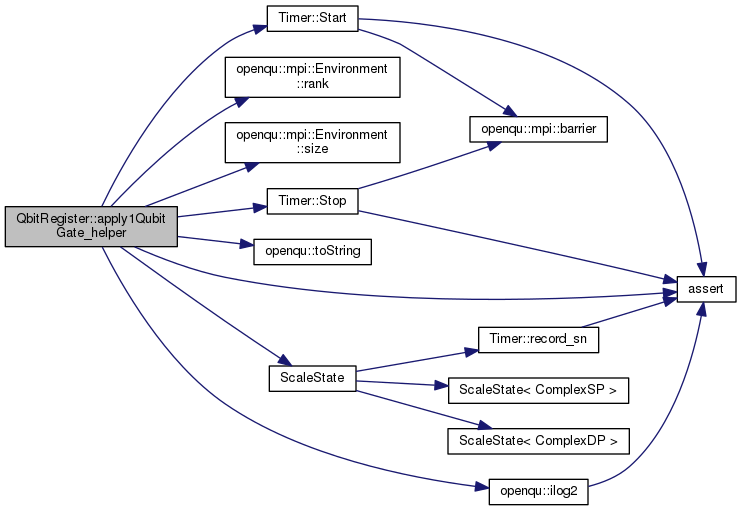 Timer::Start
openqu::mpi::Environment
::rank
openqu::mpi::barrier
openqu::mpi::Environment
::size
QbitRegister::apply1Qubit
Gate_helper
Timer::Stop
openqu::toString
assert
Timer::record_sn
ScaleState
ScaleState< ComplexSP >
ScaleState< ComplexDP >
openqu::ilog2